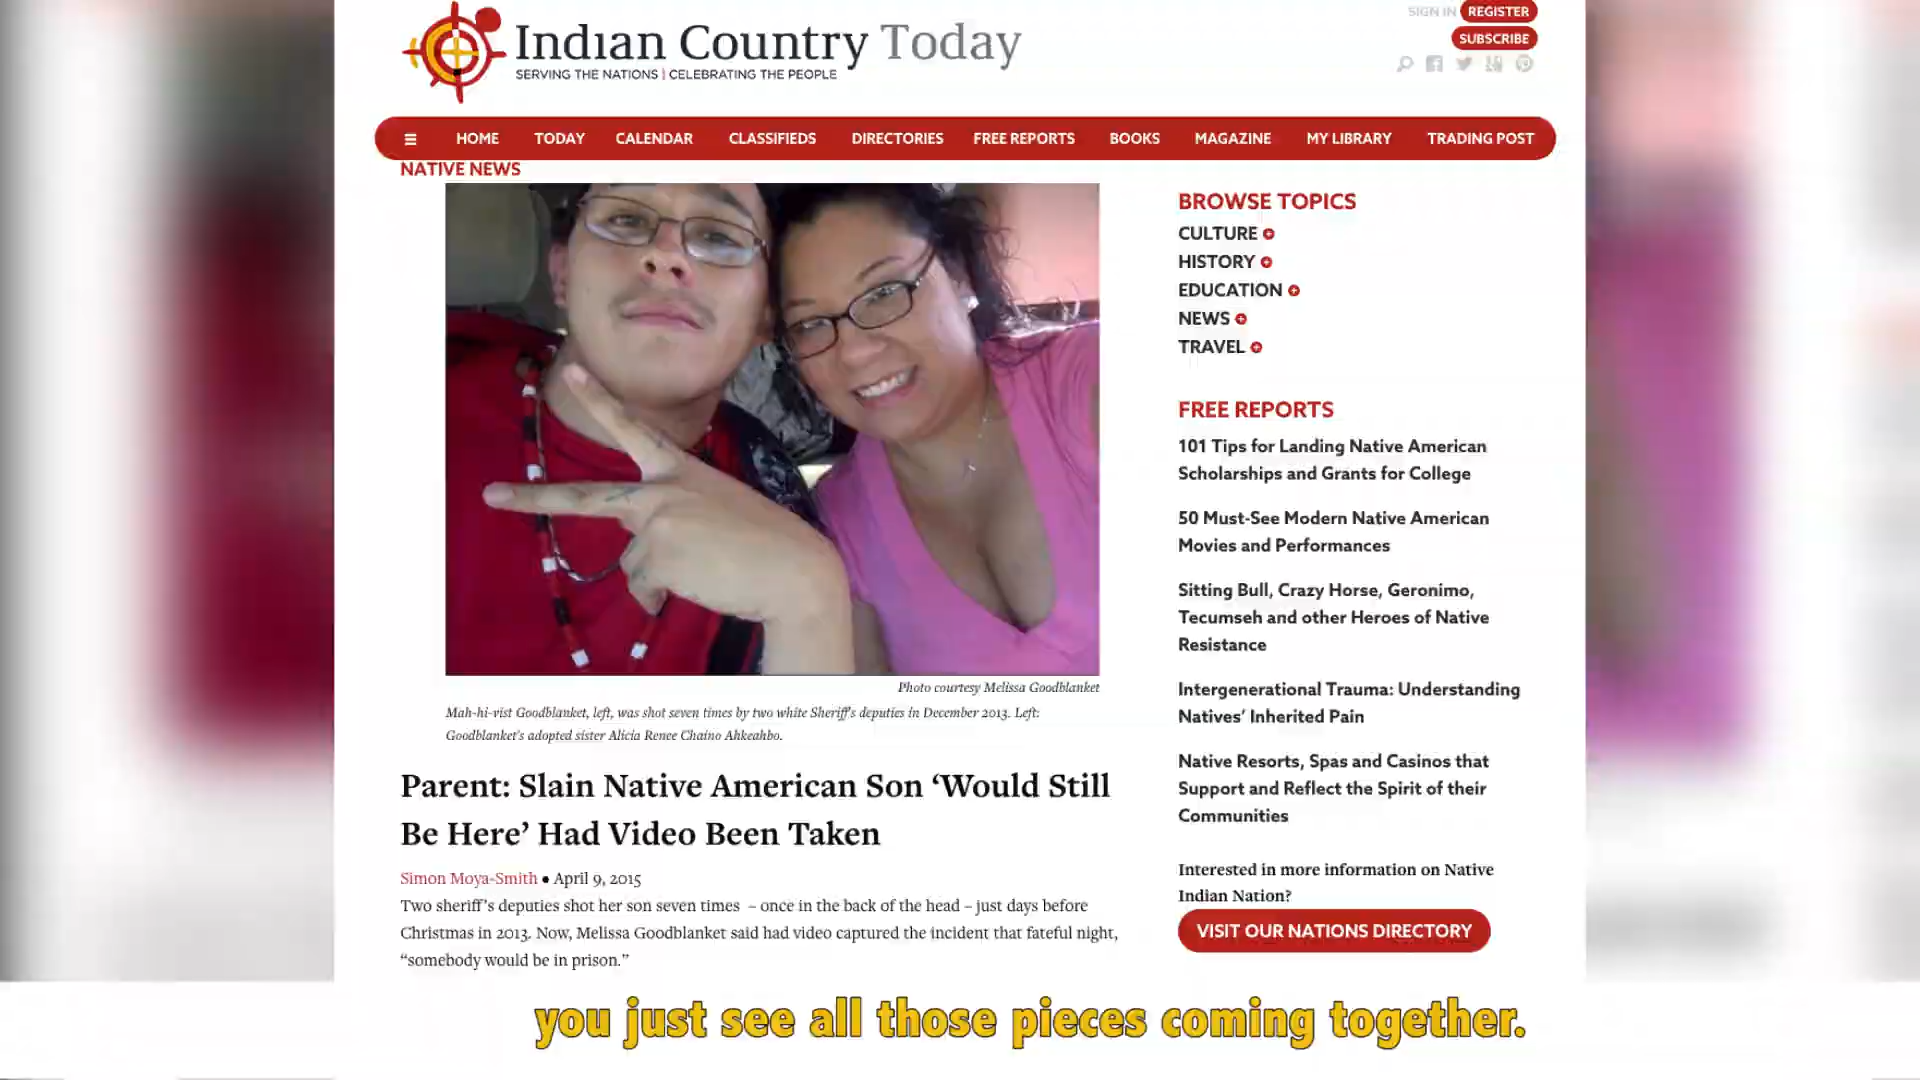 Indian Country Today
SERVING THE NATIONS | CELEBRATING THE PEOPLE
SIGN IN REGISTER
SUBSCRIBE
HOME TODAY CALENDAR CLASSIFIEDS DIRECTORIES FREE REPORTS BOOKS MAGAZINE MY LIBRARY TRADING POST
NATIVE NEWS
Photo courtesy Melissa Goodblanket
Mah-hi-vist Goodblanket, left, was shot seven times by two white Sheriff's deputies in December 2013. Left:
Goodblanket's adopted sister Alicia Renee Chaino Ahkeahbo.
Parent: Slain Native American Son ‘Would Still
Be Here’ Had Video Been Taken
Simon Moya-Smith • April 9, 2015
Two sheriff’s deputies shot her son seven times – once in the back of the head – just days before
Christmas in 2013. Now, Melissa Goodblanket said had video captured the incident that fateful night,
“somebody would be in prison.”
BROWSE TOPICS
CULTURE
HISTORY
EDUCATION
NEWS
TRAVEL
FREE REPORTS
101 Tips for Landing Native American
Scholarships and Grants for College
50 Must-See Modern Native American
Movies and Performances
Sitting Bull, Crazy Horse, Geronimo,
Tecumseh and other Heroes of Native
Resistance
Intergenerational Trauma: Understanding
Natives’ Inherited Pain
Native Resorts, Spas and Casinos that
Support and Reflect the Spirit of their
Communities
Interested in more information on Native
Indian Nation?
VISIT OUR NATIONS DIRECTORY
you just see all those pieces coming together.